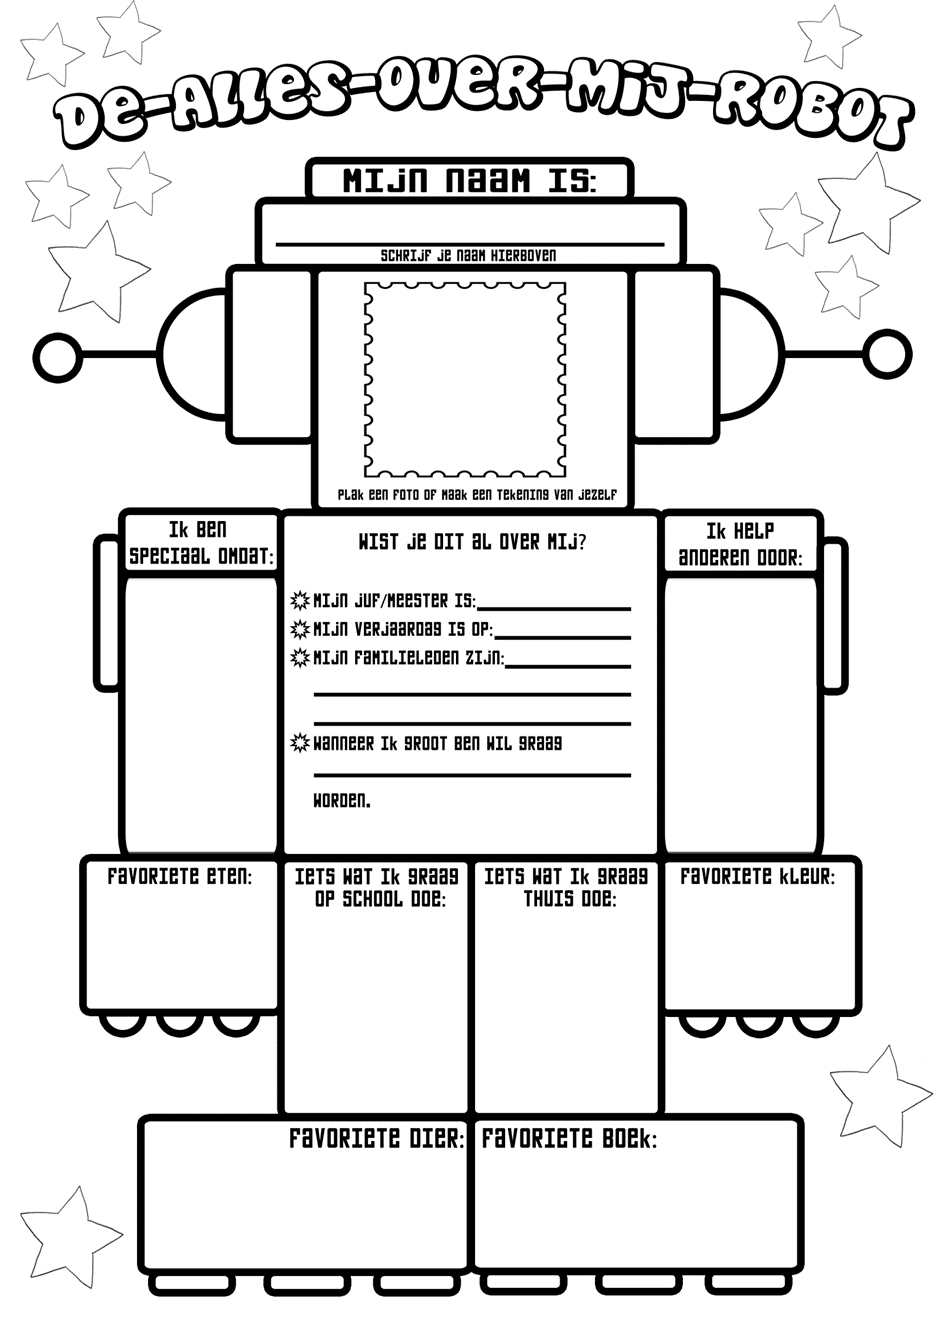 DE-ALLES-OVER-MIJ-ROBOT
MIJN NAAM IS:
SCHRIJF JE NAAM HIERBOVEN
PLAK EEN FOTO OF MAAK EEN TEKENING VAN JEZELF
IK BEN
SPECIAAL OMDAT:
WIST JE DIT AL OVER MIJ?
MIJN JUF/MEESTER IS:
MIJN VERJAARDAG IS OP:
MIJN FAMILIELEDEN ZIJN:
WANNEER IK GROOT BEN WIL GRAAG
WORDEN.
IK HELP
ANDEREN DOOR:
FAVORIETE ETEN:
IETS WAT IK GRAAG
OP SCHOOL DOE:
IETS WAT IK GRAAG
THUIS DOE:
FAVORIETE KLEUR:
FAVORIETE DIER:
FAVORIETE BOEK: